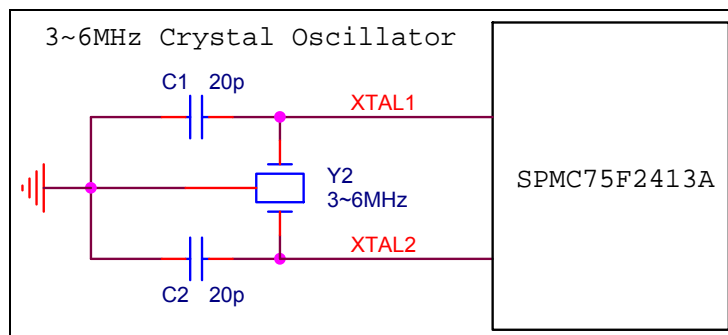 3~6MHz Crystal Oscillator
C1 20p
XTAL1
Y2
3~6MHz
SPMC75F2413A
XTAL2
C2 20p